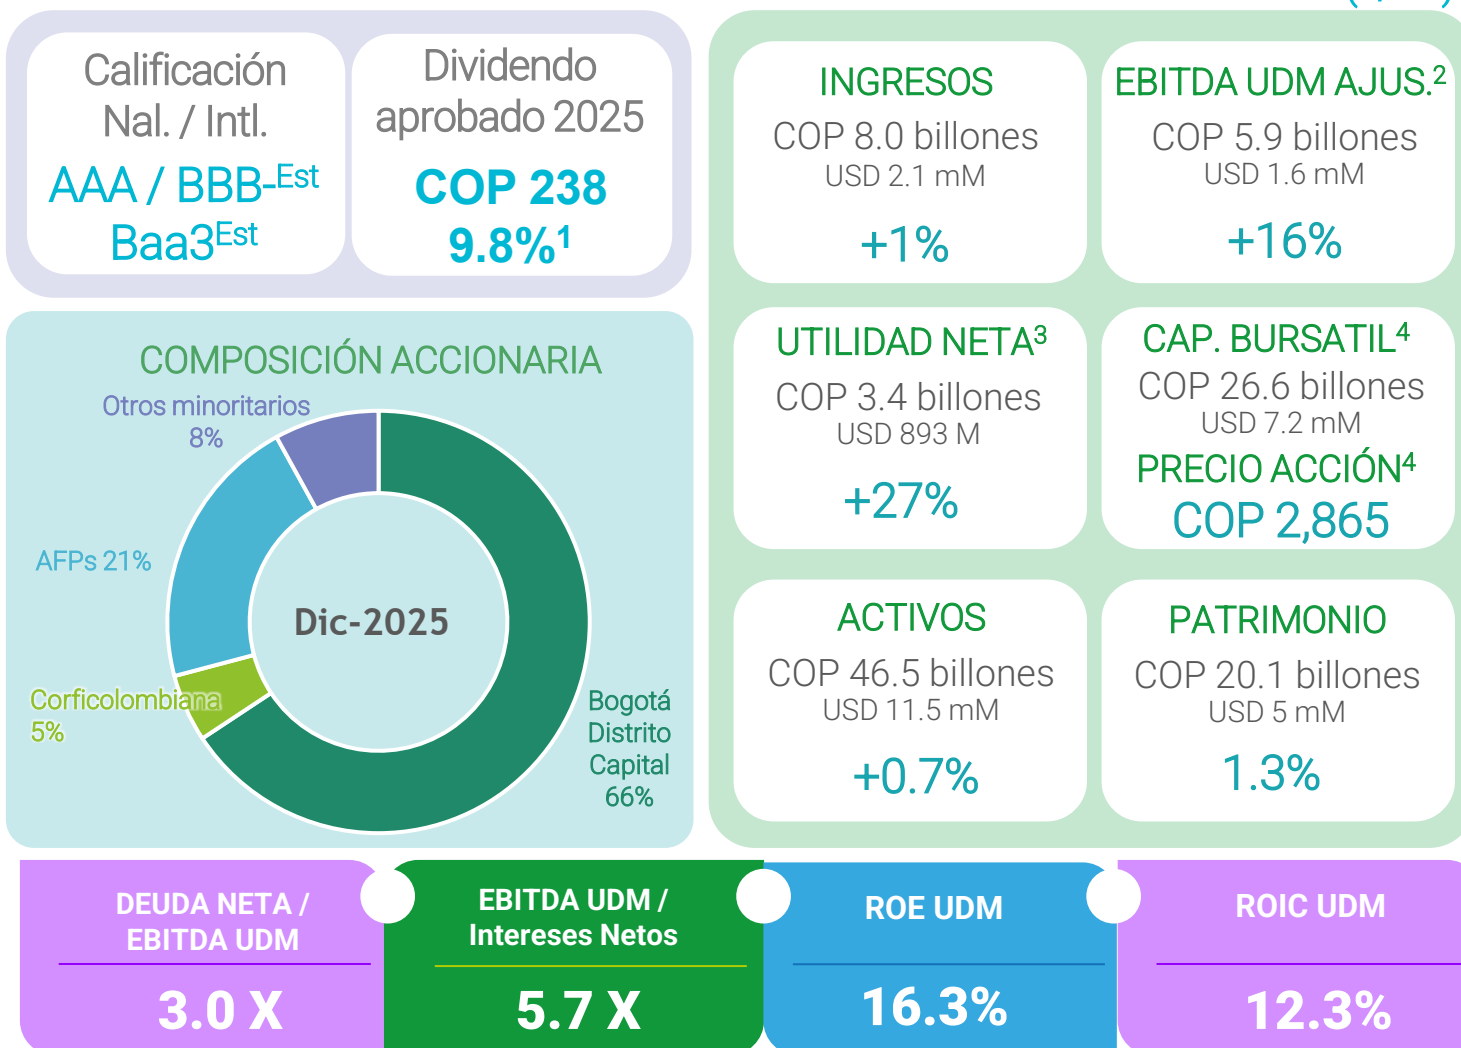 Calificación
Nal. / Intl.
AAA / BBB-Est
Baa3Est
Dividendo
aprobado 2025
COP 238
9.8%1
COMPOSICIÓN ACCIONARIA
Otros minoritarios
8%
AFPs 21%
Dic-2025
Corficolombiana
5%
Bogotá
Distrito
Capital
66%
INGRESOS
COP 8.0 billones
USD 2.1 mM
+1%
EBITDA UDM AJUS.2
COP 5.9 billones
USD 1.6 mM
+16%
UTILIDAD NETA3
COP 3.4 billones
USD 893 M
+27%
CAP. BURSATIL4
COP 26.6 billones
USD 7.2 mM
PRECIO ACCIÓN4
COP 2,865
ACTIVOS
COP 46.5 billones
USD 11.5 mM
+0.7%
PATRIMONIO
COP 20.1 billones
USD 5 mM
1.3%
DEUDA NETA /
EBITDA UDM
3.0 X
EBITDA UDM /
Intereses Netos
5.7 X
ROE UDM
16.3%
ROIC UDM
12.3%